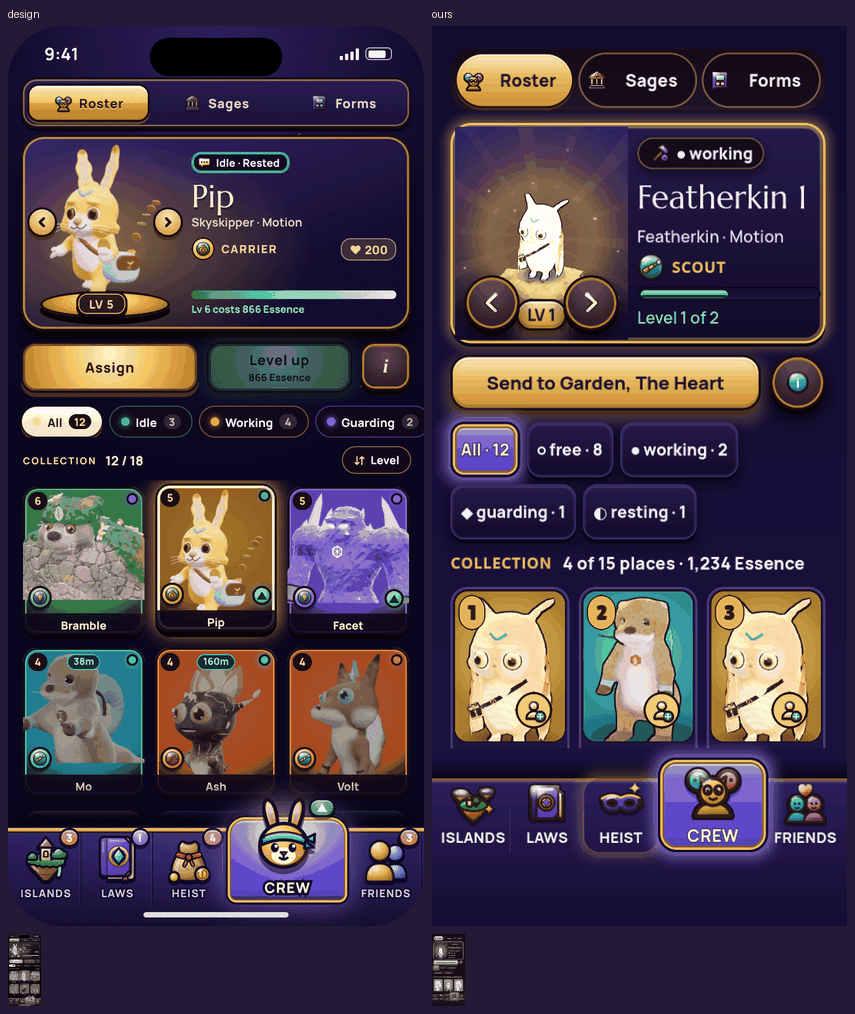 design
9:41
Roster
Sages
Forms
Idle · Rested
Pip
Skyskipper · Motion
CARRIER
200
LV 5
Lv 6 costs 866 Essence
Assign
Level up
866 Essence
i
All 12
Idle 3
Working 4
Guarding 2
COLLECTION 12 / 18
Level
6
5
5
Bramble
Pip
Facet
4
38m
4
160m
4
Mo
Ash
Volt
3
1
4
3
ISLANDS
LAWS
HEIST
CREW
FRIENDS
ours
Roster
Sages
Forms
working
Featherkin 1
Featherkin · Motion
SCOUT
LV 1
Level 1 of 2
Send to Garden, The Heart
i
All · 12
free · 8
working · 2
guarding · 1
resting · 1
COLLECTION 4 of 15 places · 1,234 Essence
1
2
3
ISLANDS
LAWS
HEIST
CREW
FRIENDS